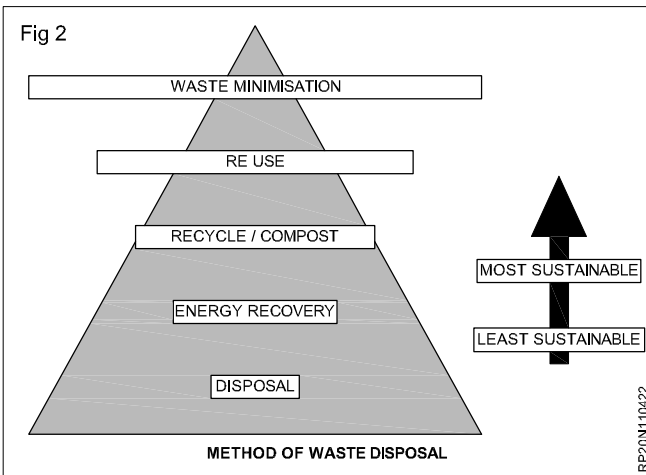 Fig 2
WASTE MINIMISATION
RE USE
RECYCLE / COMPOST
ENERGY RECOVERY
DISPOSAL
METHOD OF WASTE DISPOSAL
MOST SUSTAINABLE
LEAST SUSTAINABLE
RP20N110422